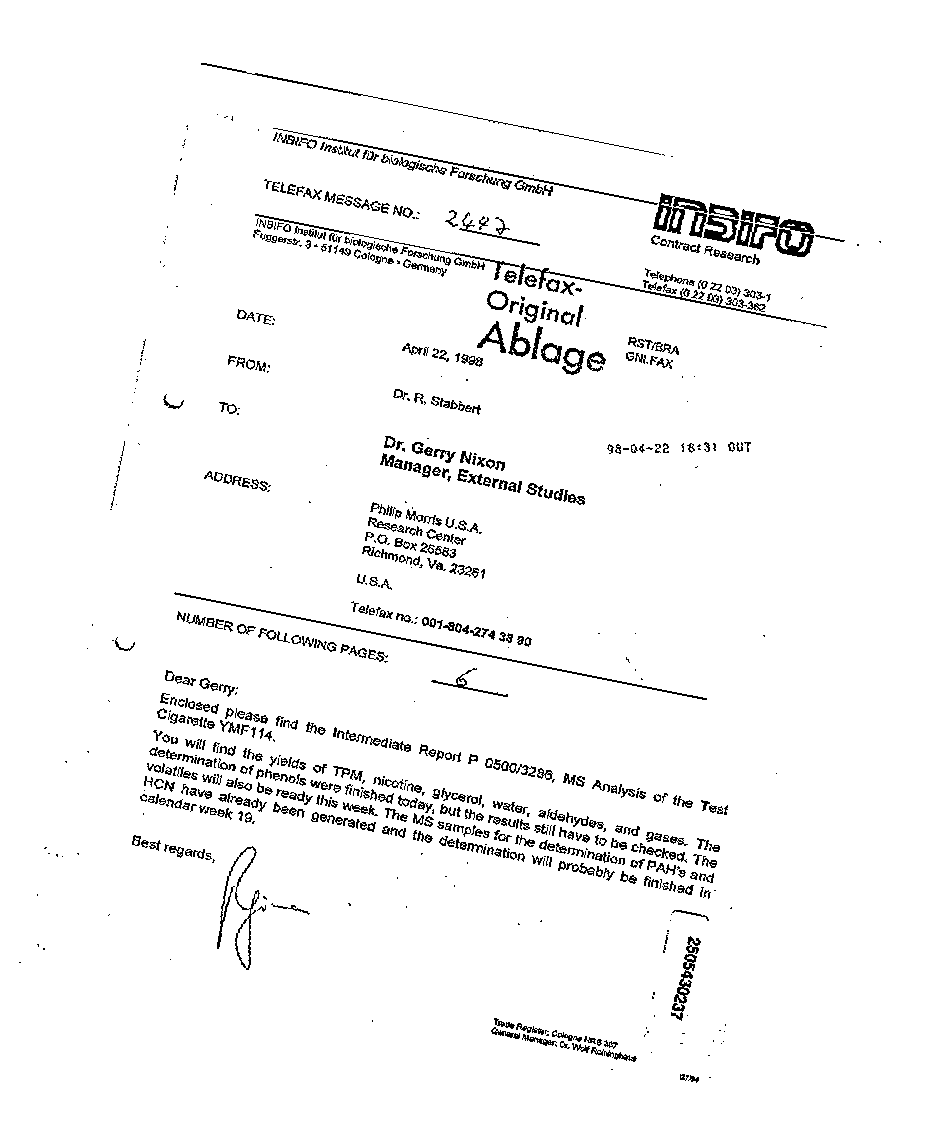 INBIFO Institut für biologische Forschung GmbH
TELEFAX MESSAGE NO.: 2447
INBIFO
Contract Research
INBIFO Institut für biologische Forschung GmbH
Fuggerstr. 3 • 51149 Cologne • Germany
Telephone (0 22 03) 303-1
Telefax (0 22 03) 303-362
Telefax-
Original
Ablage
RST/BRA
GNI.FAX
DATE: April 22, 1998
FROM: Dr. R. Stabbert
98-04-22 16:31 OUT
TO: Dr. Gerry Nixon
Manager, External Studies
ADDRESS: Philip Morris U.S.A.
Research Center
P.O. Box 26583
Richmond, Va. 23261
U.S.A.
Telefax no.: 001-804-274 38 90
NUMBER OF FOLLOWING PAGES: 6
Dear Gerry:
Enclosed please find the Intermediate Report P 0500/3286, MS Analysis of the Test
Cigarette YMF114.
You will find the yields of TPM, nicotine, glycerol, water, aldehydes, and gases. The
determination of phenols were finished today, but the results still have to be checked. The
volatiles will also be ready this week. The MS samples for the determination of PAH's and
HCN have already been generated and the determination will probably be finished in
calendar week 19.
Best regards,
2505430237
Trade Register: Cologne HRB 367
General Manager: Dr. Wolf Reininghaus